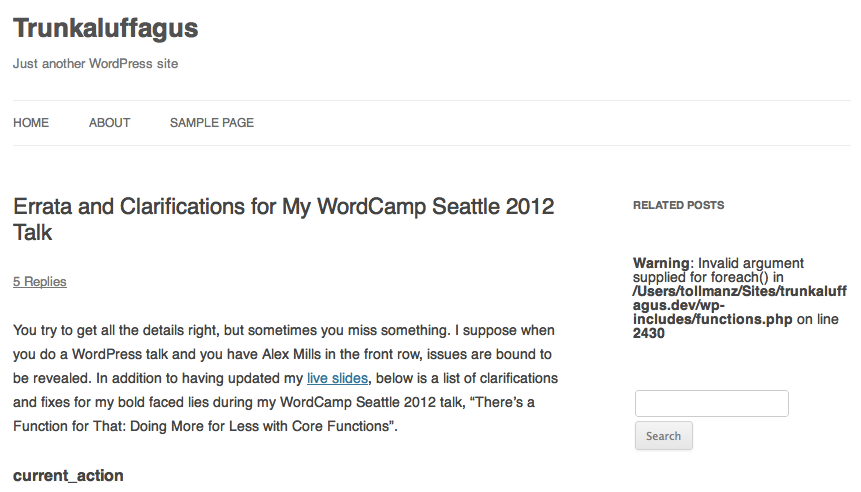 Trunkaluffagus
Just another WordPress site
HOME ABOUT SAMPLE PAGE
Errata and Clarifications for My WordCamp Seattle 2012
Talk
5 Replies
You try to get all the details right, but sometimes you miss something. I suppose when
you do a WordPress talk and you have Alex Mills in the front row, issues are bound to
be revealed. In addition to having updated my live slides, below is a list of clarifications
and fixes for my bold faced lies during my WordCamp Seattle 2012 talk, “There’s a
Function for That: Doing More for Less with Core Functions”.
current_action
RELATED POSTS
Warning: Invalid argument
supplied for foreach() in
/Users/tollmanz/Sites/trunkaluff
agus.dev/wp-
includes/functions.php on line
2430
Search